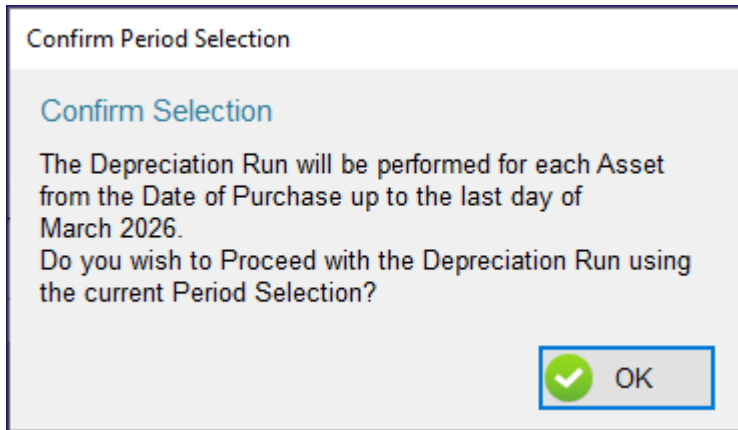 Confirm Period Selection
Confirm Selection
The Depreciation Run will be performed for each Asset
from the Date of Purchase up to the last day of
March 2026.
Do you wish to Proceed with the Depreciation Run using
the current Period Selection?
OK